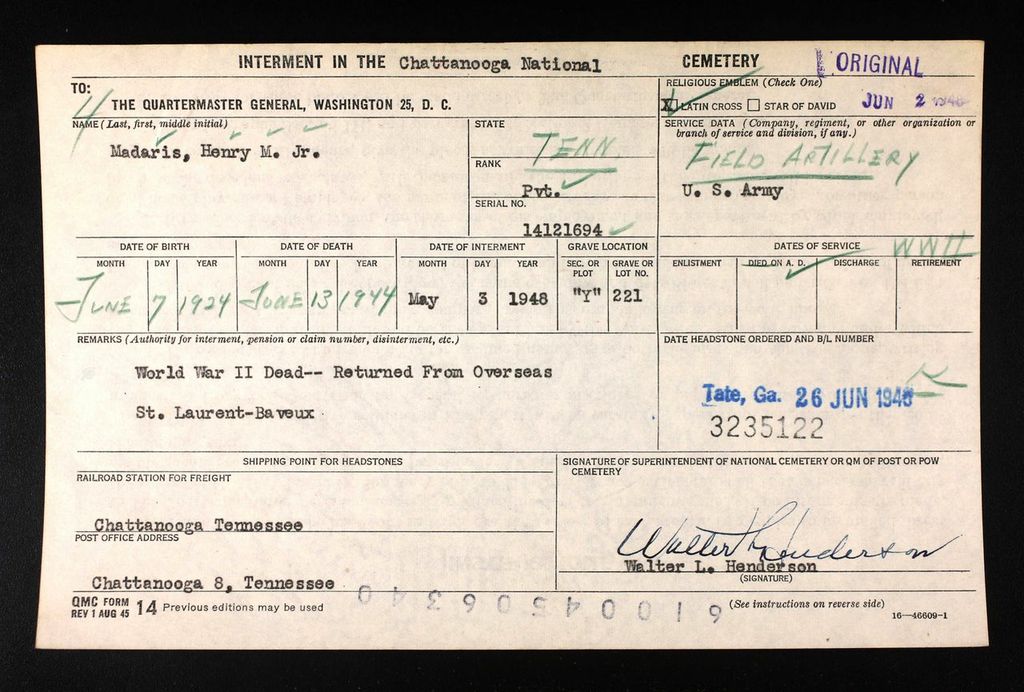 INTERMENT IN THE Chattanooga National CEMETERY
ORIGINAL
TO:
THE QUARTERMASTER GENERAL, WASHINGTON 25, D. C.
RELIGIOUS EMBLEM (Check One)
X LATIN CROSS STAR OF DAVID
JUN 2 1948
NAME (Last, first, middle initial)
Madaris, Henry M. Jr.
STATE
TENN.
RANK
Pvt.
SERIAL NO.
14121694
SERVICE DATA (Company, regiment, or other organization or
branch of service and division, if any.)
FIELD ARTILLERY
U. S. Army
DATE OF BIRTH DATE OF DEATH DATE OF INTERMENT GRAVE LOCATION DATES OF SERVICE WWII
MONTH DAY YEAR MONTH DAY YEAR MONTH DAY YEAR SEC. OR PLOT GRAVE OR LOT NO. ENLISTMENT DIED ON A. D. DISCHARGE RETIREMENT
JUNE 7 1924 JUNE 13 1944 May 3 1948 "Y" 221
REMARKS (Authority for interment, pension or claim number, disinterment, etc.)
World War II Dead-- Returned From Overseas
St. Laurent-Baveux
DATE HEADSTONE ORDERED AND B/L NUMBER
Tate, Ga. 26 JUN 1948
3235122
SHIPPING POINT FOR HEADSTONES
RAILROAD STATION FOR FREIGHT
Chattanooga Tennessee
POST OFFICE ADDRESS
Chattanooga 8, Tennessee
SIGNATURE OF SUPERINTENDENT OF NATIONAL CEMETERY OR QM OF POST OR POW
CEMETERY
Walter L. Henderson
Walter L. Henderson
(SIGNATURE)
QMC FORM
REV 1 AUG 45 14 Previous editions may be used
61004506340
(See instructions on reverse side)
16—46609-1